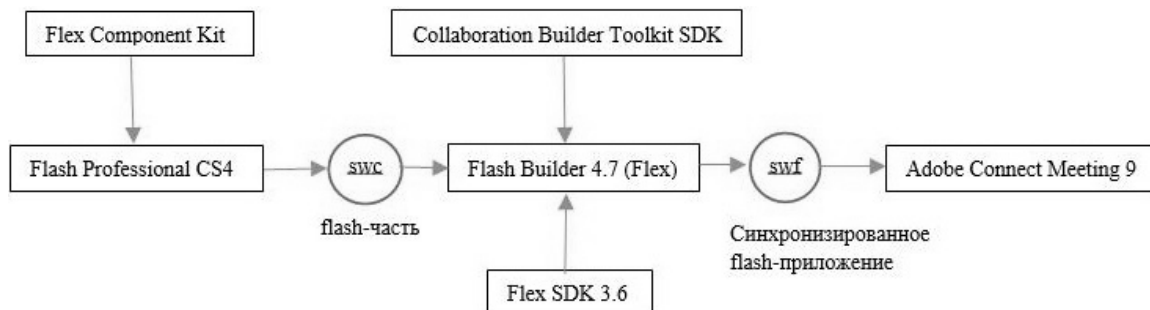 Flex Component Kit
Collaboration Builder Toolkit SDK
Flash Professional CS4
swc
Flash Builder 4.7 (Flex)
swf
Adobe Connect Meeting 9
flash-часть
Синхронизированное
flash-приложение
Flex SDK 3.6